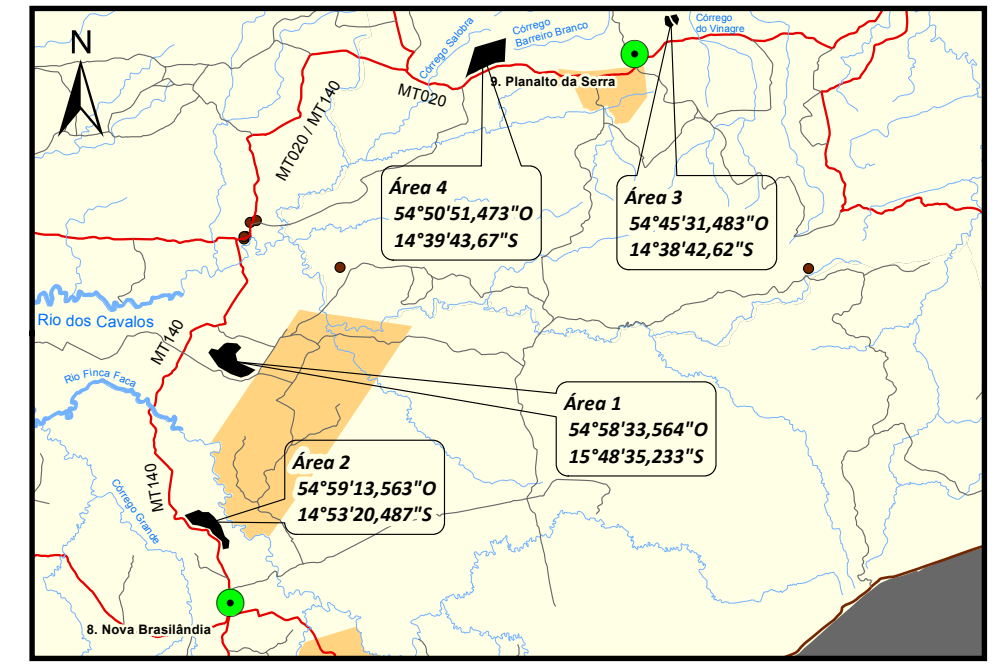 N
Córrego Salobra
Córrego
Barreiro Branco
Córrego
do Vinagre
9. Planalto da Serra
MT020
MT020 / MT140
Área 4
54°50'51,473"O
14°39'43,67"S
Área 3
54°45'31,483"O
14°38'42,62"S
Rio dos Cavalos
MT140
Rio Finca Faca
Área 1
54°58'33,564"O
15°48'35,233"S
Área 2
54°59'13,563"O
14°53'20,487"S
MT140
Córrego Grande
8. Nova Brasilândia